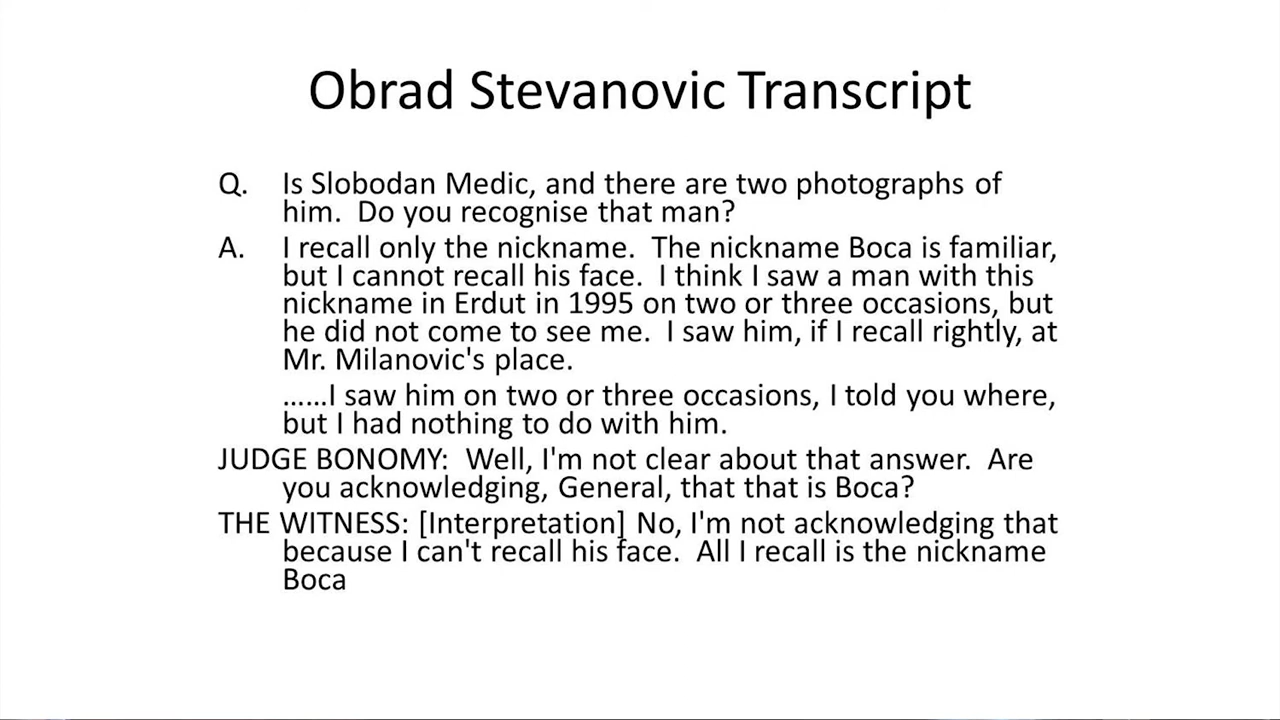 Obrad Stevanovic Transcript
Q. Is Slobodan Medic, and there are two photographs of
him. Do you recognise that man?
A. I recall only the nickname. The nickname Boca is familiar,
but I cannot recall his face. I think I saw a man with this
nickname in Erdut in 1995 on two or three occasions, but
he did not come to see me. I saw him, if I recall rightly, at
Mr. Milanovic's place.
......I saw him on two or three occasions, I told you where,
but I had nothing to do with him.
JUDGE BONOMY: Well, I'm not clear about that answer. Are
you acknowledging, General, that that is Boca?
THE WITNESS: [Interpretation] No, I'm not acknowledging that
because I can't recall his face. All I recall is the nickname
Boca